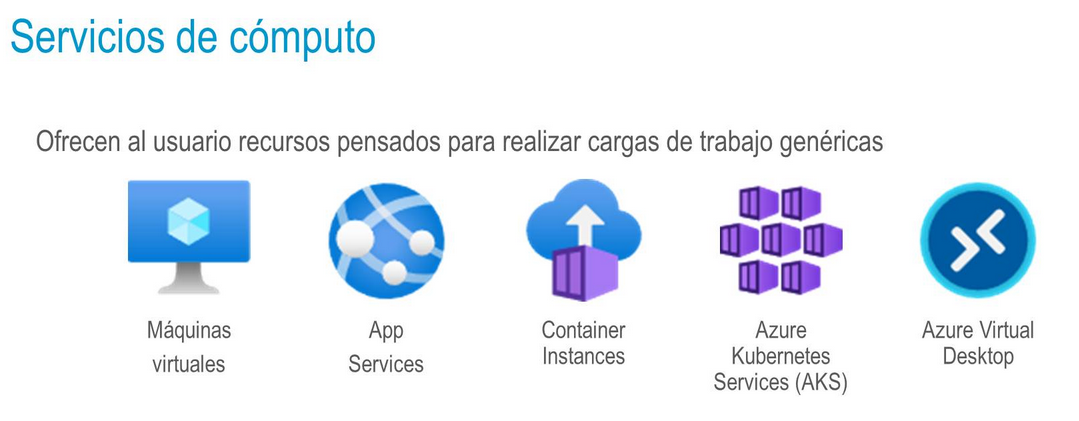 Servicios de cómputo
Ofrecen al usuario recursos pensados para realizar cargas de trabajo genéricas
Máquinas
virtuales
App
Services
Container
Instances
Azure
Kubernetes
Services (AKS)
Azure Virtual
Desktop